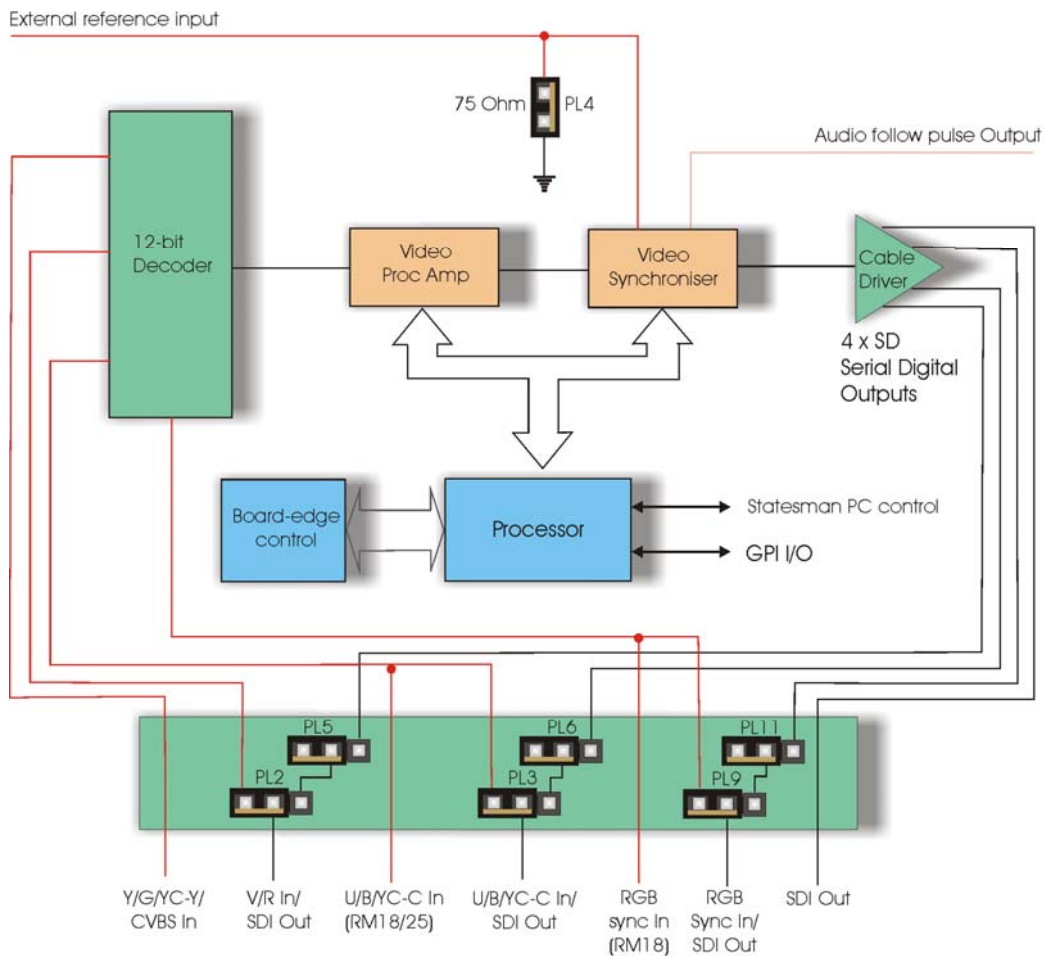 External reference input
75 Ohm
PL4
Audio follow pulse Output
12-bit
Decoder
Video
Proc Amp
Video
Synchroniser
Cable
Driver
4 x SD
Serial Digital
Outputs
Board-edge
control
Processor
Statesman PC control
GPI I/O
PL5
PL6
PL11
PL2
PL3
PL9
Y/G/YC-Y/
CVBS In
V/R In/
SDI Out
U/B/YC-C In
(RM18/25)
U/B/YC-C In/
SDI Out
RGB
sync In
(RM18)
RGB
Sync In/
SDI Out
SDI Out